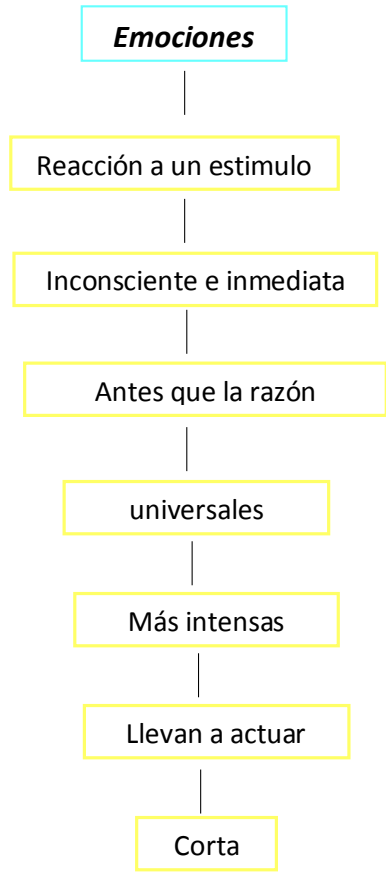 Emociones
Reacción a un estimulo
Inconsciente e inmediata
Antes que la razón
universales
Más intensas
Llevan a actuar
Corta